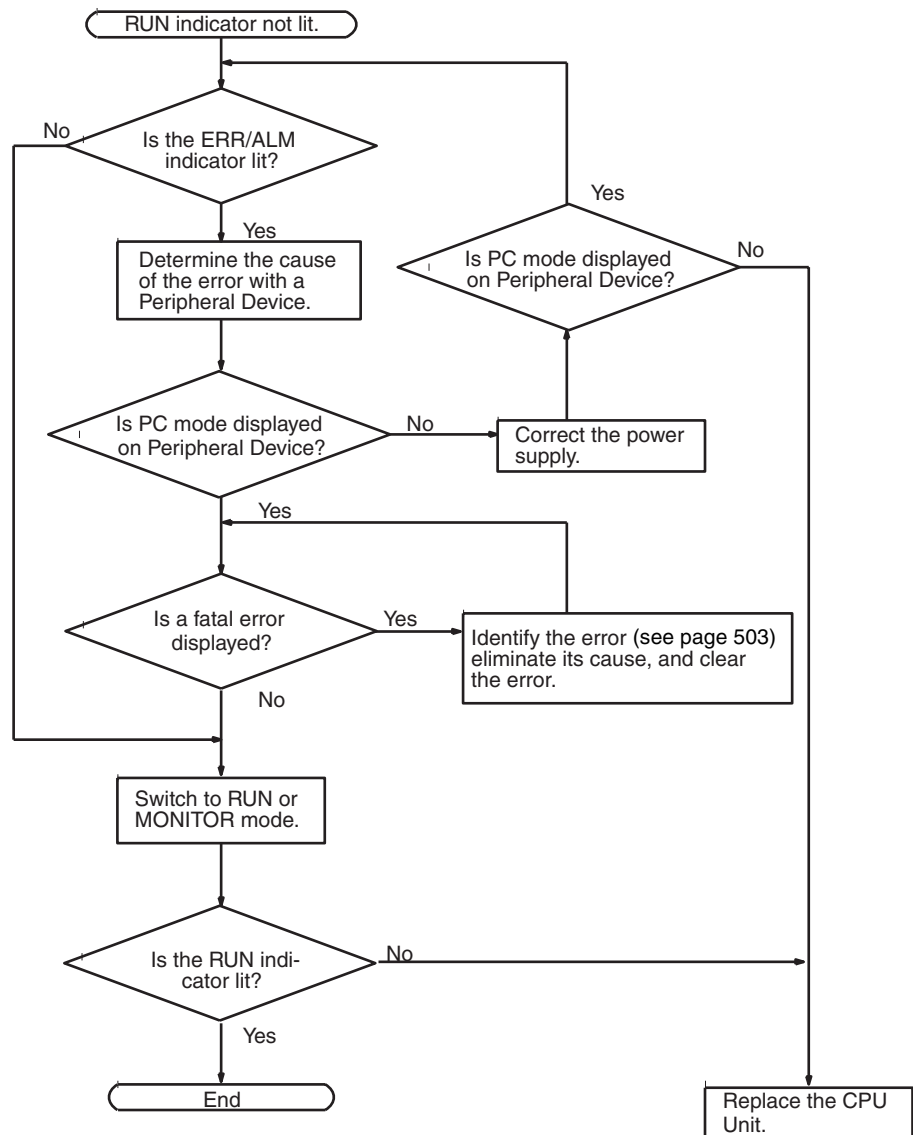 RUN indicator not lit.
No
Is the ERR/ALM
indicator lit?
Yes
Determine the cause
of the error with a
Peripheral Device.
Is PC mode displayed
on Peripheral Device?
No
Correct the power
supply.
Yes
Is PC mode displayed
on Peripheral Device?
No
Yes
Is a fatal error
displayed?
Yes
Identify the error (see page 503)
eliminate its cause, and clear
the error.
No
Switch to RUN or
MONITOR mode.
Is the RUN indi-
cator lit?
No
Yes
End
Replace the CPU
Unit.